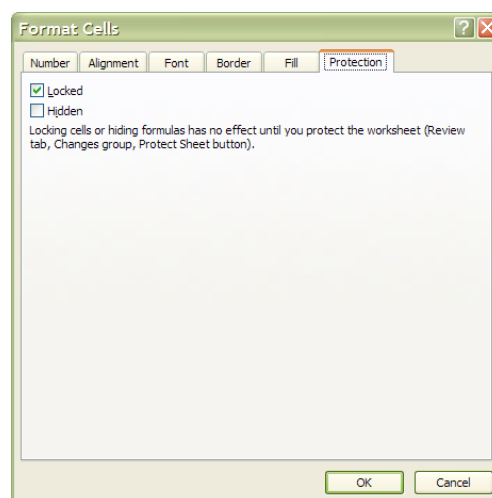 Format Cells
Number Alignment Font Border Fill Protection
Locked
Hidden
Locking cells or hiding formulas has no effect until you protect the worksheet (Review
tab, Changes group, Protect Sheet button).
OK Cancel